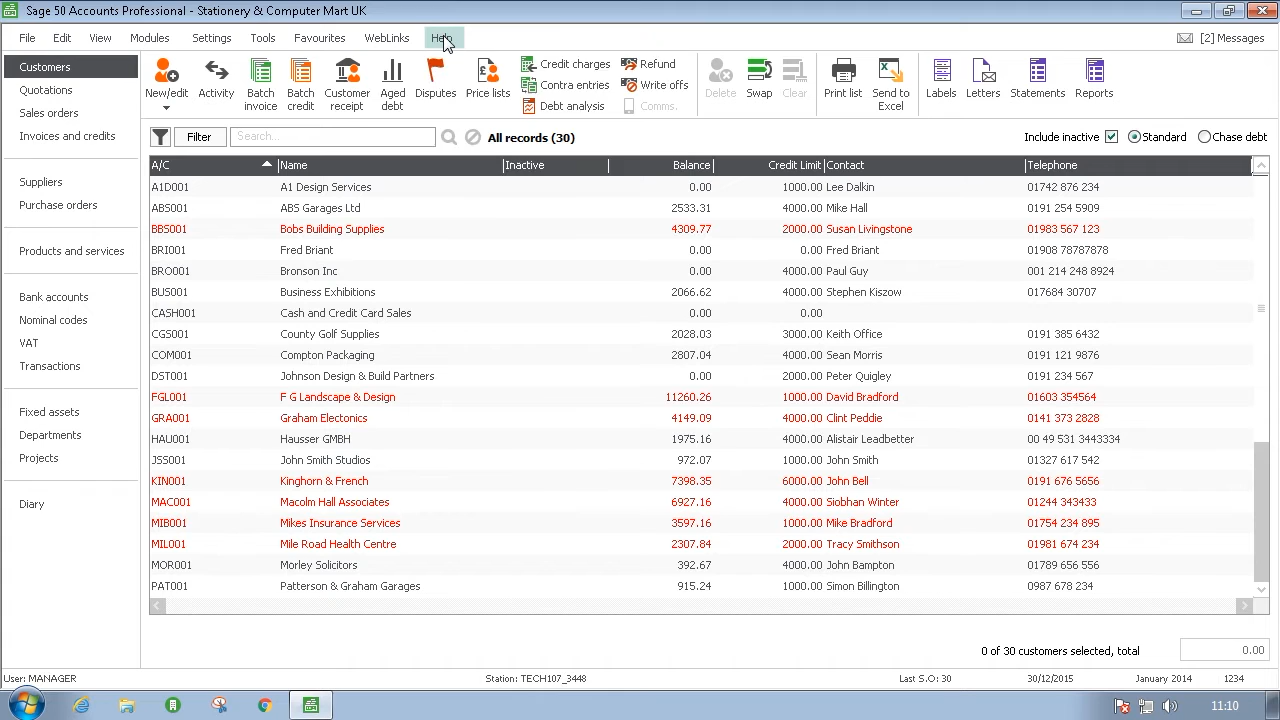 Sage 50 Accounts Professional - Stationery & Computer Mart UK
File Edit View Modules Settings Tools Favourites WebLinks Help [2] Messages
Customers
Quotations
Sales orders
Invoices and credits
Suppliers
Purchase orders
Products and services
Bank accounts
Nominal codes
VAT
Transactions
Fixed assets
Departments
Projects
Diary
New/edit
Activity
Batch invoice
Batch credit
Customer receipt
Aged debt
Disputes
Price lists
Credit charges
Contra entries
Debt analysis
Refund
Write offs
Comms.
Delete
Swap
Clear
Print list
Send to Excel
Labels
Letters
Statements
Reports
Filter Search... All records (30) Include inactive Standard Chase debt
A/C Name Inactive Balance Credit Limit Contact Telephone
A1D001 A1 Design Services 0.00 1000.00 Lee Dalkin 01742 876 234
ABS001 ABS Garages Ltd 2533.31 4000.00 Mike Hall 0191 254 5909
BBS001 Bobs Building Supplies 4309.77 2000.00 Susan Livingstone 01983 567 123
BRI001 Fred Briant 0.00 0.00 Fred Briant 01908 78787878
BRO001 Bronson Inc 0.00 4000.00 Paul Guy 001 214 248 8924
BUS001 Business Exhibitions 2066.62 4000.00 Stephen Kiszow 017684 30707
CASH001 Cash and Credit Card Sales 0.00 0.00
CGS001 County Golf Supplies 2028.03 3000.00 Keith Office 0191 385 6432
COM001 Compton Packaging 2807.04 4000.00 Sean Morris 0191 121 9876
DST001 Johnson Design & Build Partners 0.00 2000.00 Peter Quigley 0191 234 567
FGL001 F G Landscape & Design 11260.26 1000.00 David Bradford 01603 354564
GRA001 Graham Electonics 4149.09 4000.00 Clint Peddie 0141 373 2828
HAU001 Hausser GMBH 1975.16 4000.00 Alistair Leadbetter 00 49 531 3443334
JSS001 John Smith Studios 972.07 1000.00 John Smith 01327 617 542
KIN001 Kinghorn & French 7398.35 6000.00 John Bell 0191 676 5656
MAC001 Macolm Hall Associates 6927.16 4000.00 Siobhan Winter 01244 343433
MIB001 Mikes Insurance Services 3597.16 1000.00 Mike Bradford 01754 234 895
MIL001 Mile Road Health Centre 2307.84 2000.00 Tracy Smithson 01981 674 234
MOR001 Morley Solicitors 392.67 4000.00 John Bampton 01789 656 556
PAT001 Patterson & Graham Garages 915.24 1000.00 Simon Billington 0987 678 234
0 of 30 customers selected, total 0.00
User: MANAGER Station: TECH107_3448 Last S.O: 30 30/12/2015 January 2014 1234
11:10